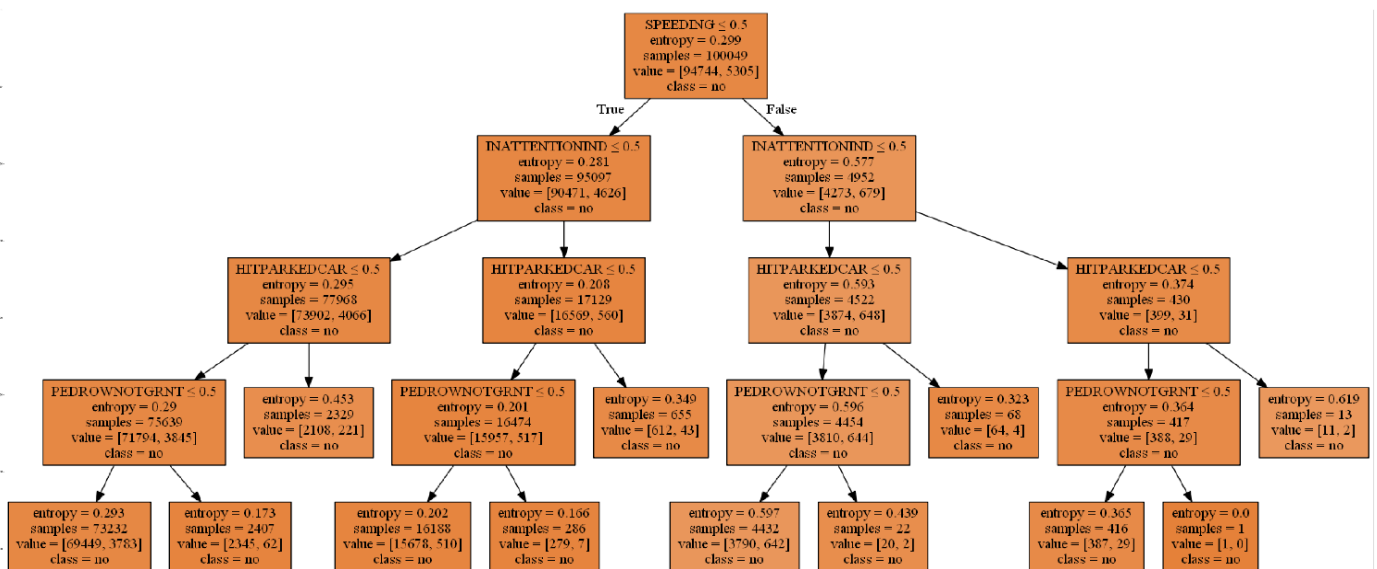 SPEEDING ≤ 0.5
entropy = 0.299
samples = 100049
value = [94744, 5305]
class = no
True
False
INATTENTIONIND ≤ 0.5
entropy = 0.281
samples = 95097
value = [90471, 4626]
class = no
INATTENTIONIND ≤ 0.5
entropy = 0.577
samples = 4952
value = [4273, 679]
class = no
HITPARKEDCAR ≤ 0.5
entropy = 0.295
samples = 77968
value = [73902, 4066]
class = no
HITPARKEDCAR ≤ 0.5
entropy = 0.208
samples = 17129
value = [16569, 560]
class = no
HITPARKEDCAR ≤ 0.5
entropy = 0.593
samples = 4522
value = [3874, 648]
class = no
HITPARKEDCAR ≤ 0.5
entropy = 0.374
samples = 430
value = [399, 31]
class = no
PEDROWNOTGRNT ≤ 0.5
entropy = 0.29
samples = 75639
value = [71794, 3845]
class = no
entropy = 0.453
samples = 2329
value = [2108, 221]
class = no
PEDROWNOTGRNT ≤ 0.5
entropy = 0.201
samples = 16474
value = [15957, 517]
class = no
entropy = 0.349
samples = 655
value = [612, 43]
class = no
PEDROWNOTGRNT ≤ 0.5
entropy = 0.596
samples = 4454
value = [3810, 644]
class = no
entropy = 0.323
samples = 68
value = [64, 4]
class = no
PEDROWNOTGRNT ≤ 0.5
entropy = 0.364
samples = 417
value = [388, 29]
class = no
entropy = 0.619
samples = 13
value = [11, 2]
class = no
entropy = 0.293
samples = 73232
value = [69449, 3783]
class = no
entropy = 0.173
samples = 2407
value = [2345, 62]
class = no
entropy = 0.202
samples = 16188
value = [15678, 510]
class = no
entropy = 0.166
samples = 286
value = [279, 7]
class = no
entropy = 0.597
samples = 4432
value = [3790, 642]
class = no
entropy = 0.439
samples = 22
value = [20, 2]
class = no
entropy = 0.365
samples = 416
value = [387, 29]
class = no
entropy = 0.0
samples = 1
value = [1, 0]
class = no